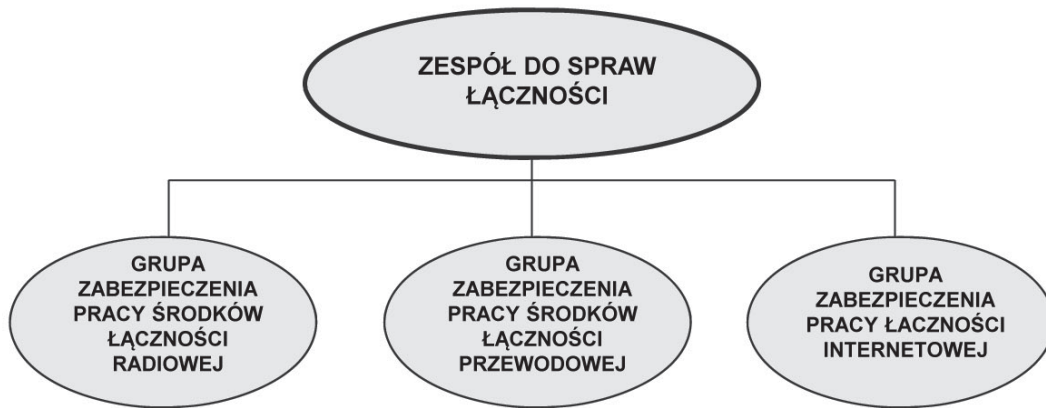 ZESPÓŁ DO SPRAW
ŁĄCZNOŚCI
GRUPA
ZABEZPIECZENIA
PRACY ŚRODKÓW
ŁĄCZNOŚCI
RADIOWEJ
GRUPA
ZABEZPIECZENIA
PRACY ŚRODKÓW
ŁĄCZNOŚCI
PRZEWODOWEJ
GRUPA
ZABEZPIECZENIA
PRACY ŁACZNOŚCI
INTERNETOWEJ